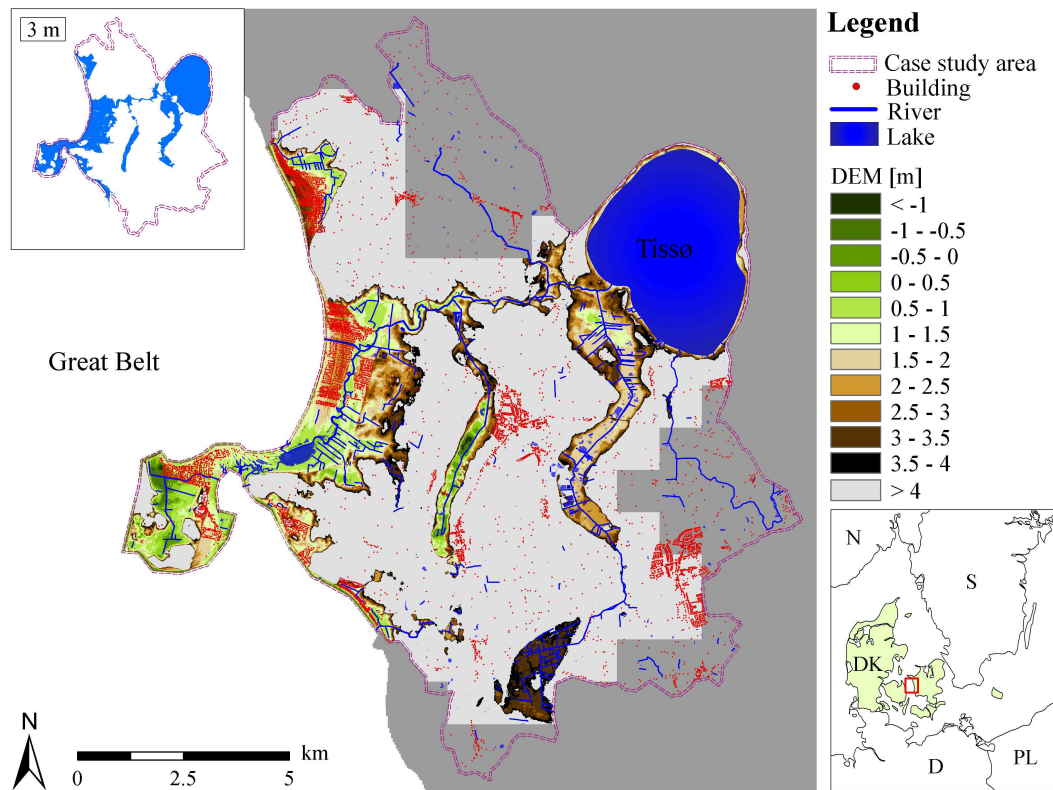 3 m
Great Belt
Tissø
N
0
2.5
5
km
Legend
Case study area
Building
River
Lake
DEM [m]
< -1
-1 - -0.5
-0.5 - 0
0 - 0.5
0.5 - 1
1 - 1.5
1.5 - 2
2 - 2.5
2.5 - 3
3 - 3.5
3.5 - 4
> 4
N
S
DK
D
PL